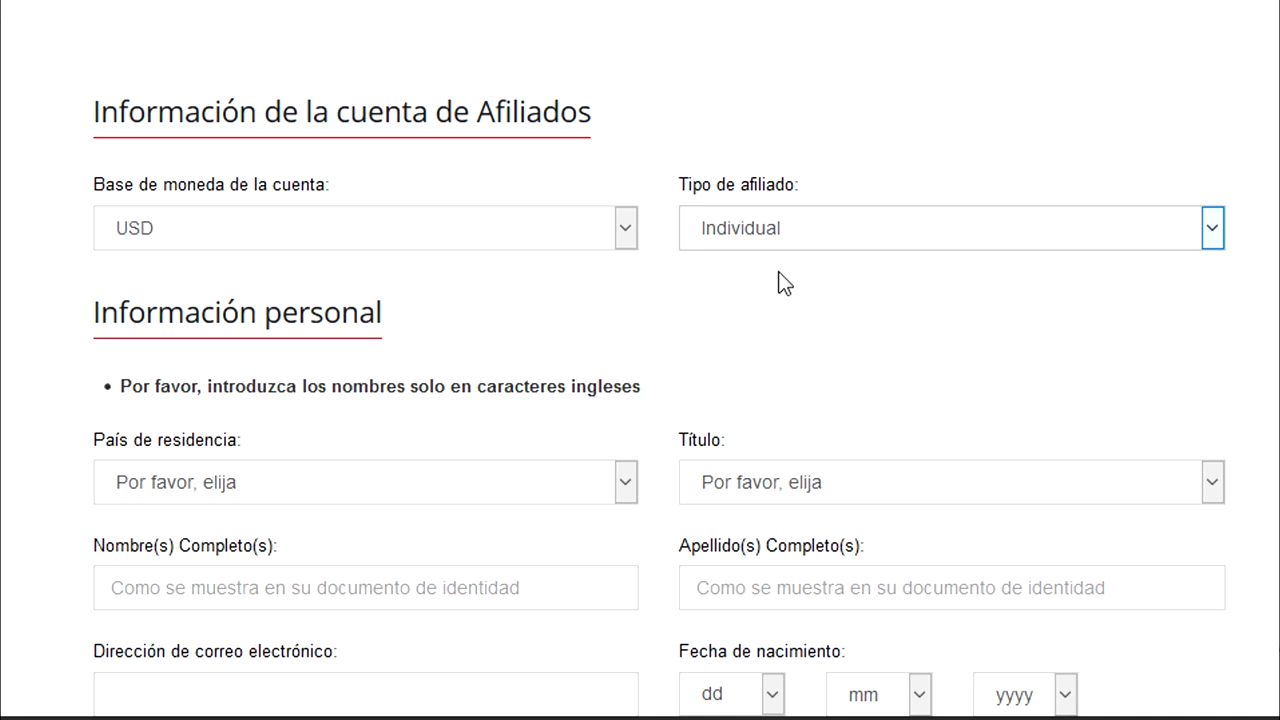 Información de la cuenta de Afiliados
Base de moneda de la cuenta:
Tipo de afiliado:
USD
Individual
Información personal
• Por favor, introduzca los nombres solo en caracteres ingleses
País de residencia:
Título:
Por favor, elija
Por favor, elija
Nombre(s) Completo(s):
Apellido(s) Completo(s):
Como se muestra en su documento de identidad
Como se muestra en su documento de identidad
Dirección de correo electrónico:
Fecha de nacimiento:
dd
mm
yyyy